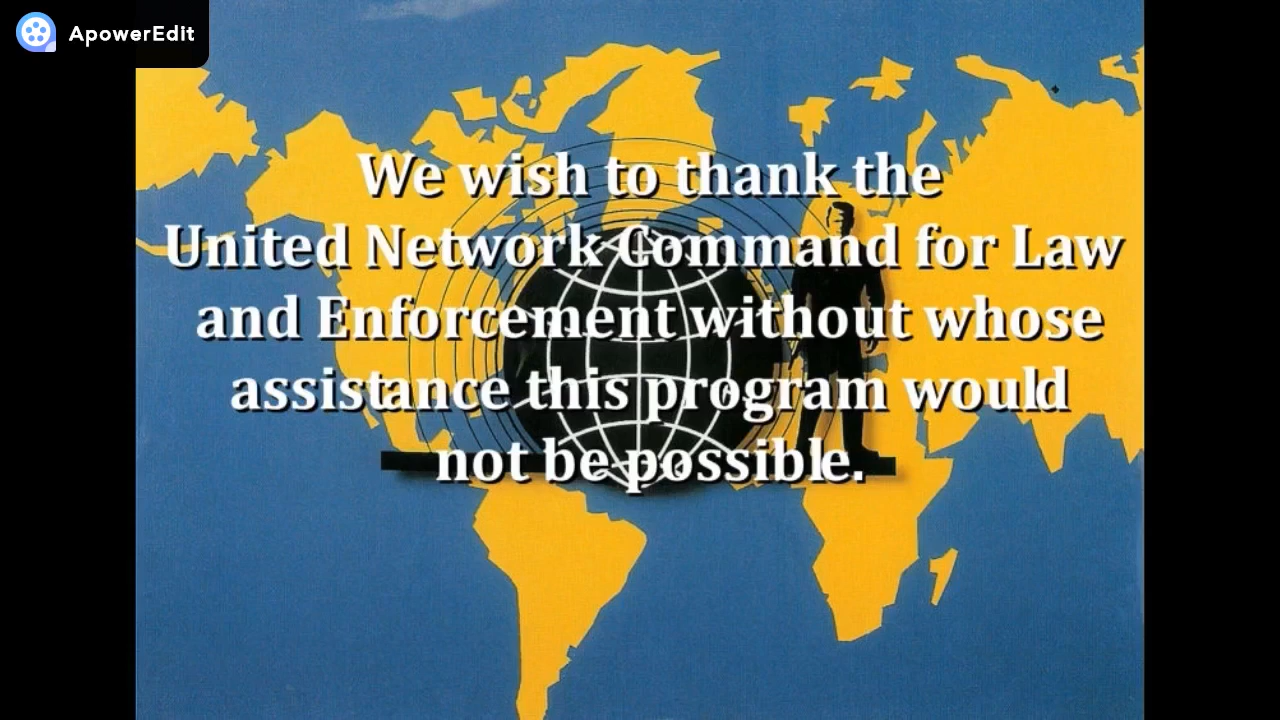 ApowerEdit
We wish to thank the
United Network Command for Law
and Enforcement without whose
assistance this program would
not be possible.